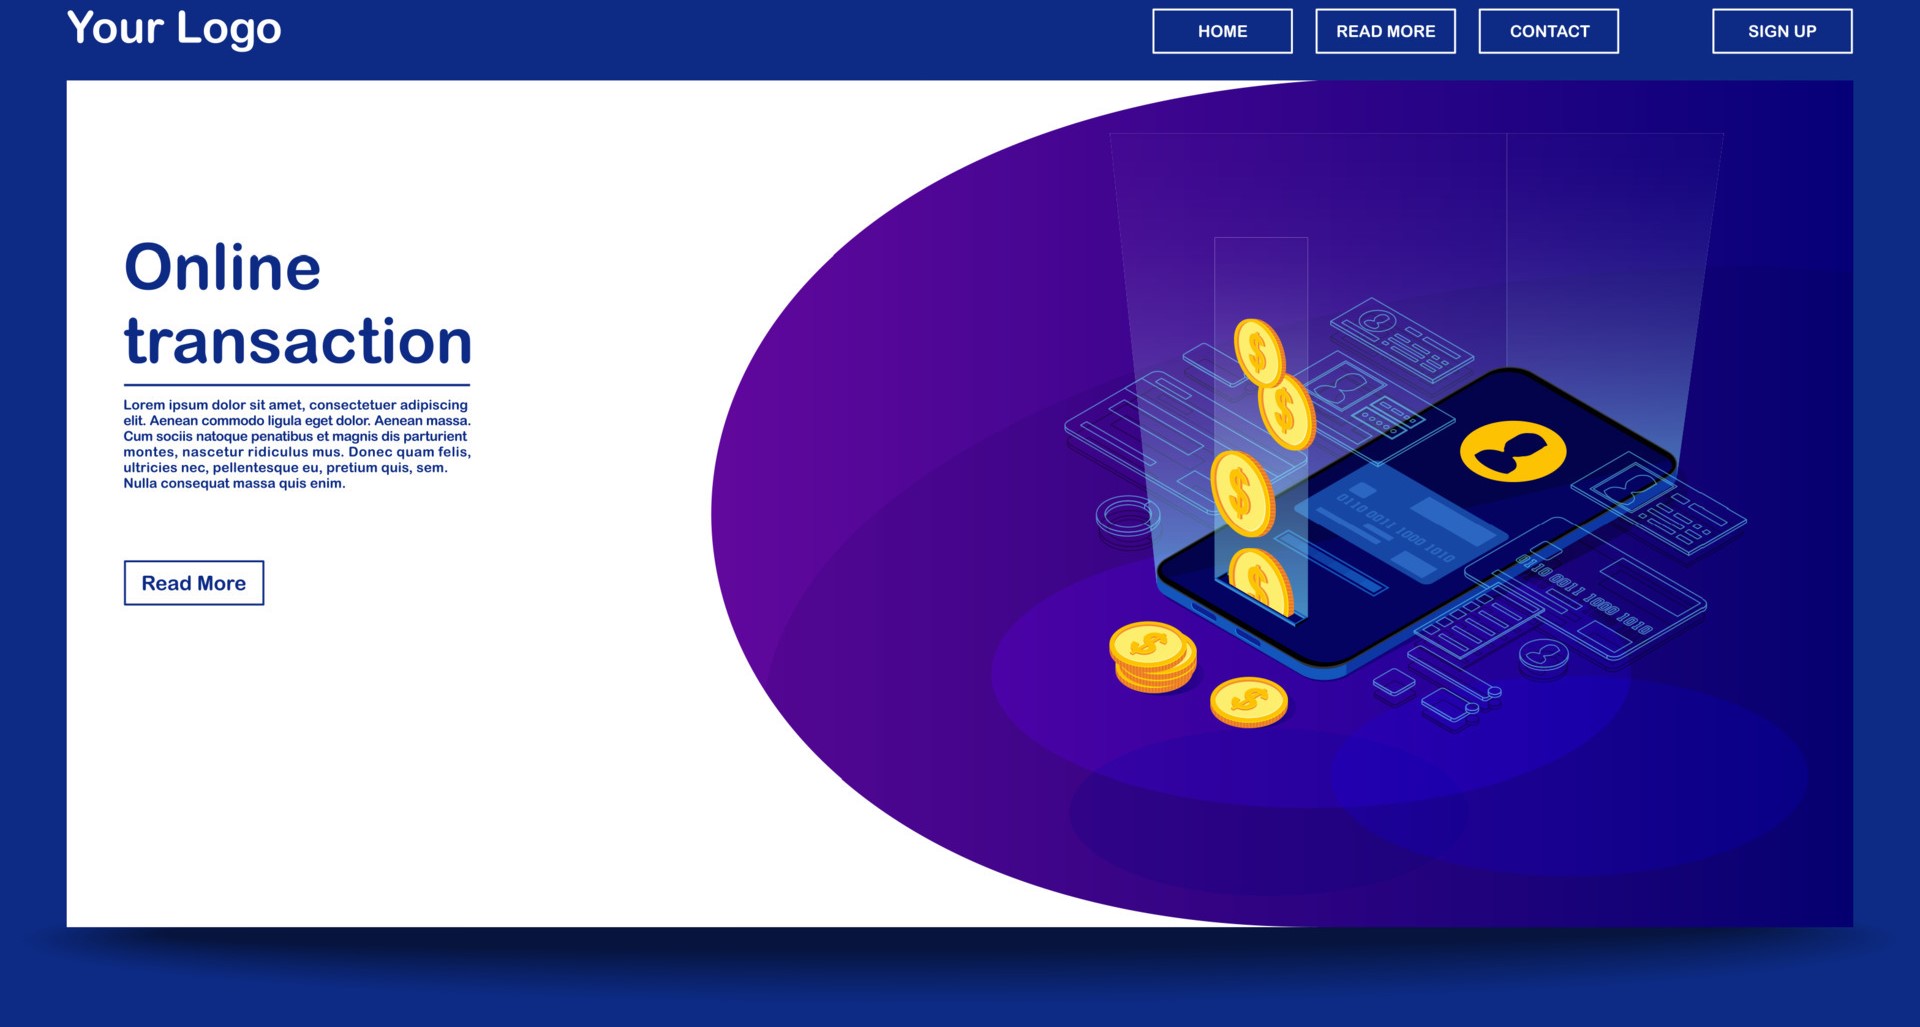 Your Logo
HOME
READ MORE
CONTACT
SIGN UP
Online
transaction
Lorem ipsum dolor sit amet, consectetuer adipiscing
elit. Aenean commodo ligula eget dolor. Aenean massa.
Cum sociis natoque penatibus et magnis dis parturient
montes, nascetur ridiculus mus. Donec quam felis,
ultricies nec, pellentesque eu, pretium quis, sem.
Nulla consequat massa quis enim.
Read More
$
$
$
$
$
$
0110 0011 1000 1010
0110 0011 1000 1010